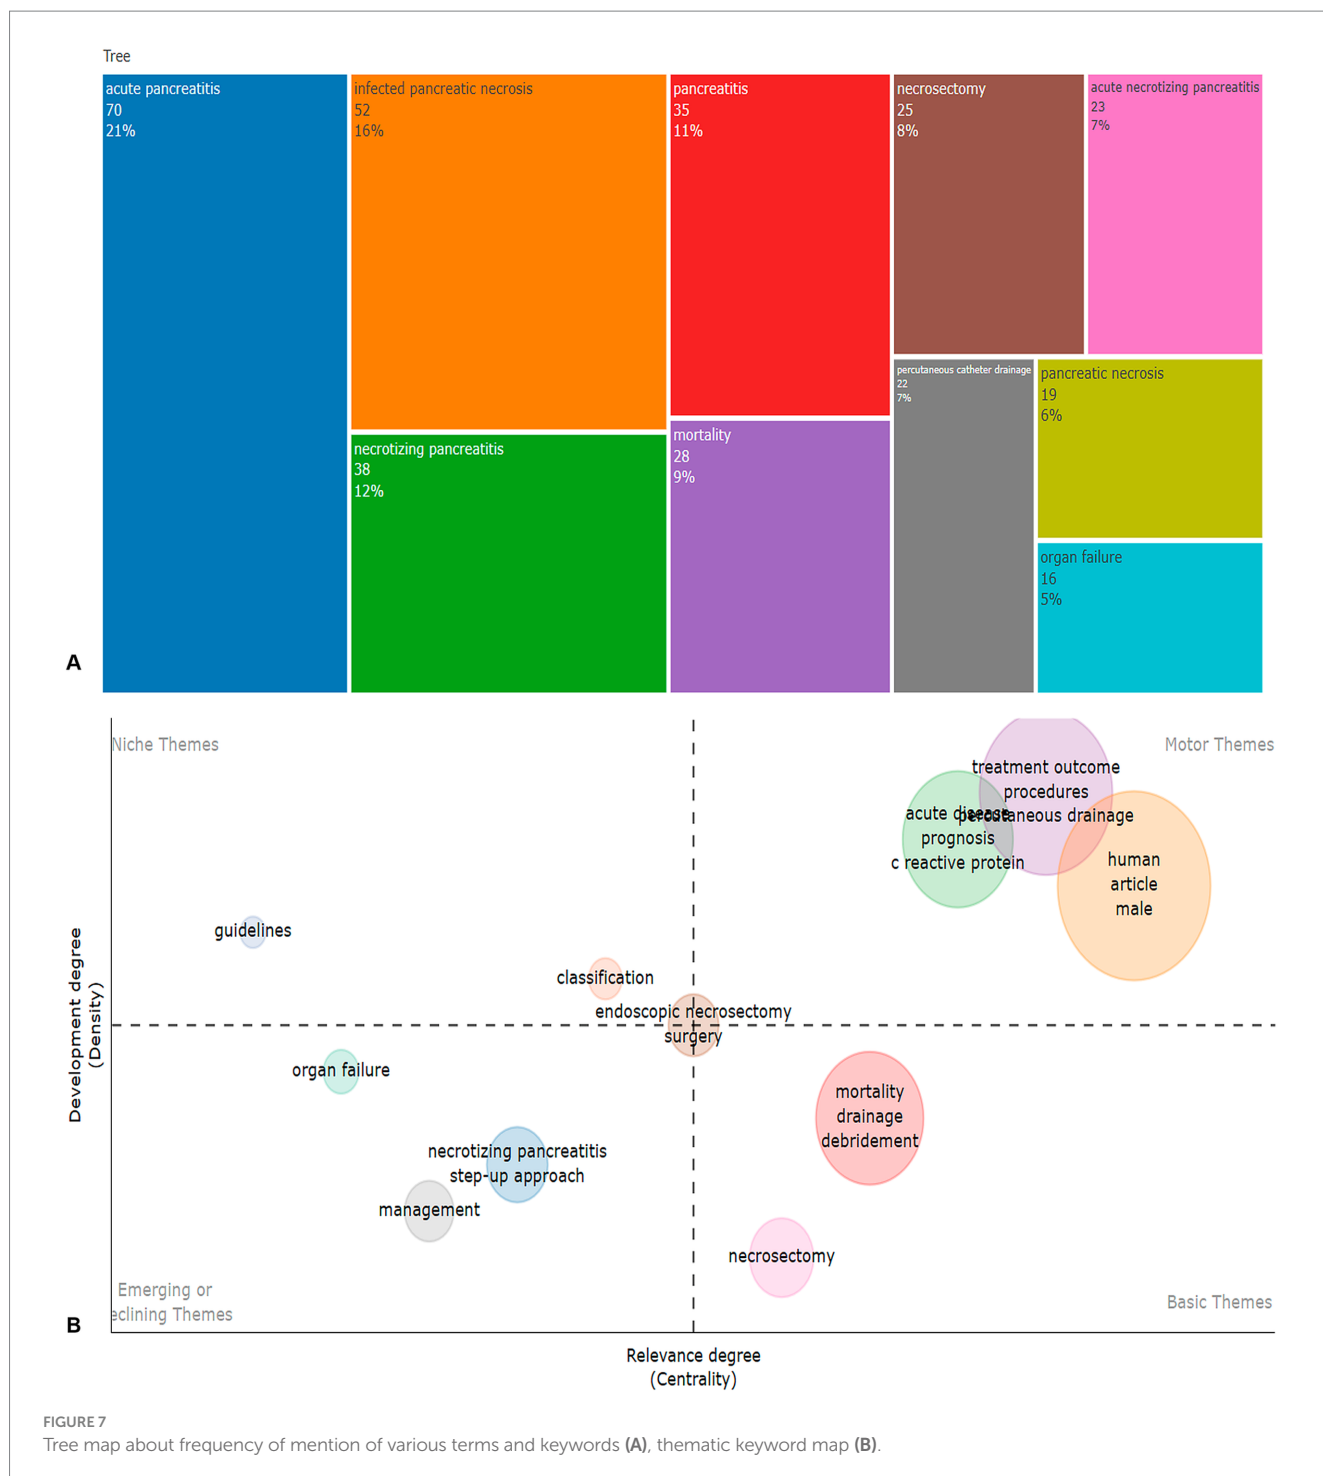 Tree
acute pancreatitis
70
21%
infected pancreatic necrosis
52
16%
necrotizing pancreatitis
38
12%
pancreatitis
35
11%
mortality
28
9%
necrosectomy
25
8%
acute necrotizing pancreatitis
23
7%
percutaneous catheter drainage
22
7%
pancreatic necrosis
19
6%
organ failure
16
5%
A
Niche Themes
Motor Themes
treatment outcome
procedures
percutaneous drainage
acute disease
prognosis
c reactive protein
human
article
male
guidelines
classification
endoscopic necrosectomy
surgery
organ failure
mortality
drainage
debridement
necrotizing pancreatitis
step-up approach
management
necrosectomy
Emerging or
eclining Themes
Basic Themes
Development degree
(Density)
B
Relevance degree
(Centrality)
FIGURE 7
Tree map about frequency of mention of various terms and keywords (A), thematic keyword map (B).